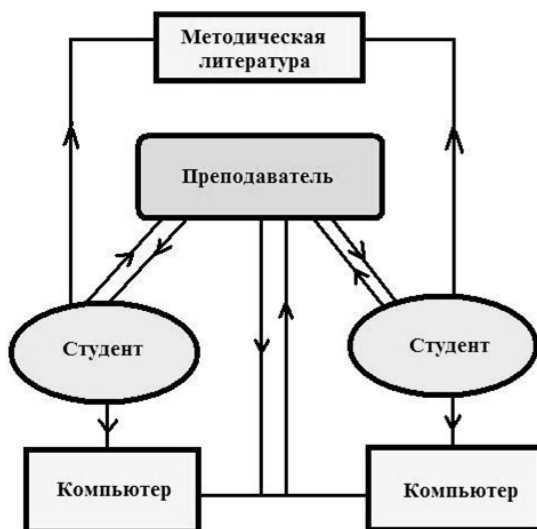 Методическая
литература
Преподаватель
Студент
Студент
Компьютер
Компьютер